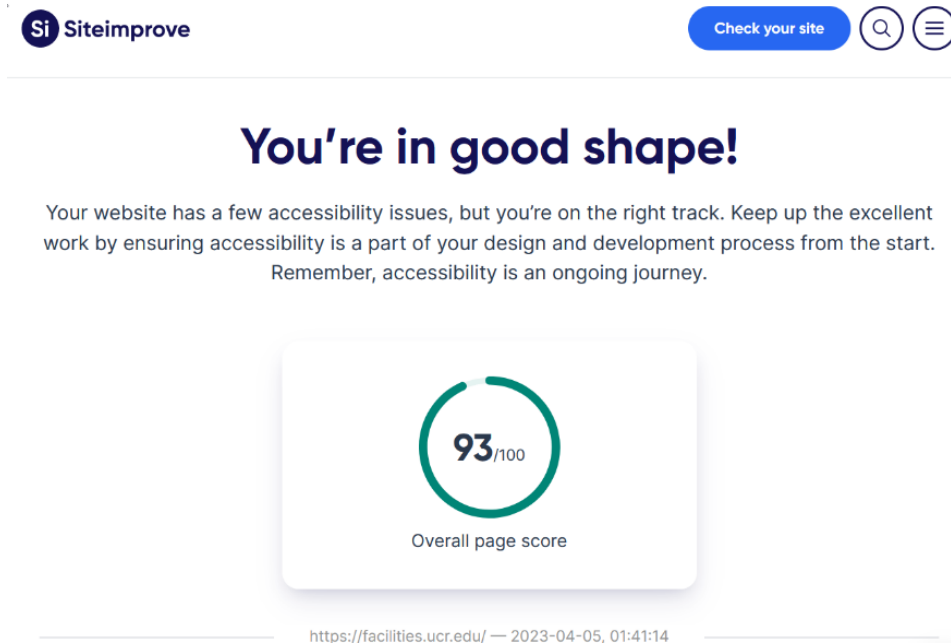 Si Siteimprove
Check your site
You're in good shape!
Your website has a few accessibility issues, but you're on the right track. Keep up the excellent
work by ensuring accessibility is a part of your design and development process from the start.
Remember, accessibility is an ongoing journey.
93/100
Overall page score
https://facilities.ucr.edu/ — 2023-04-05, 01:41:14